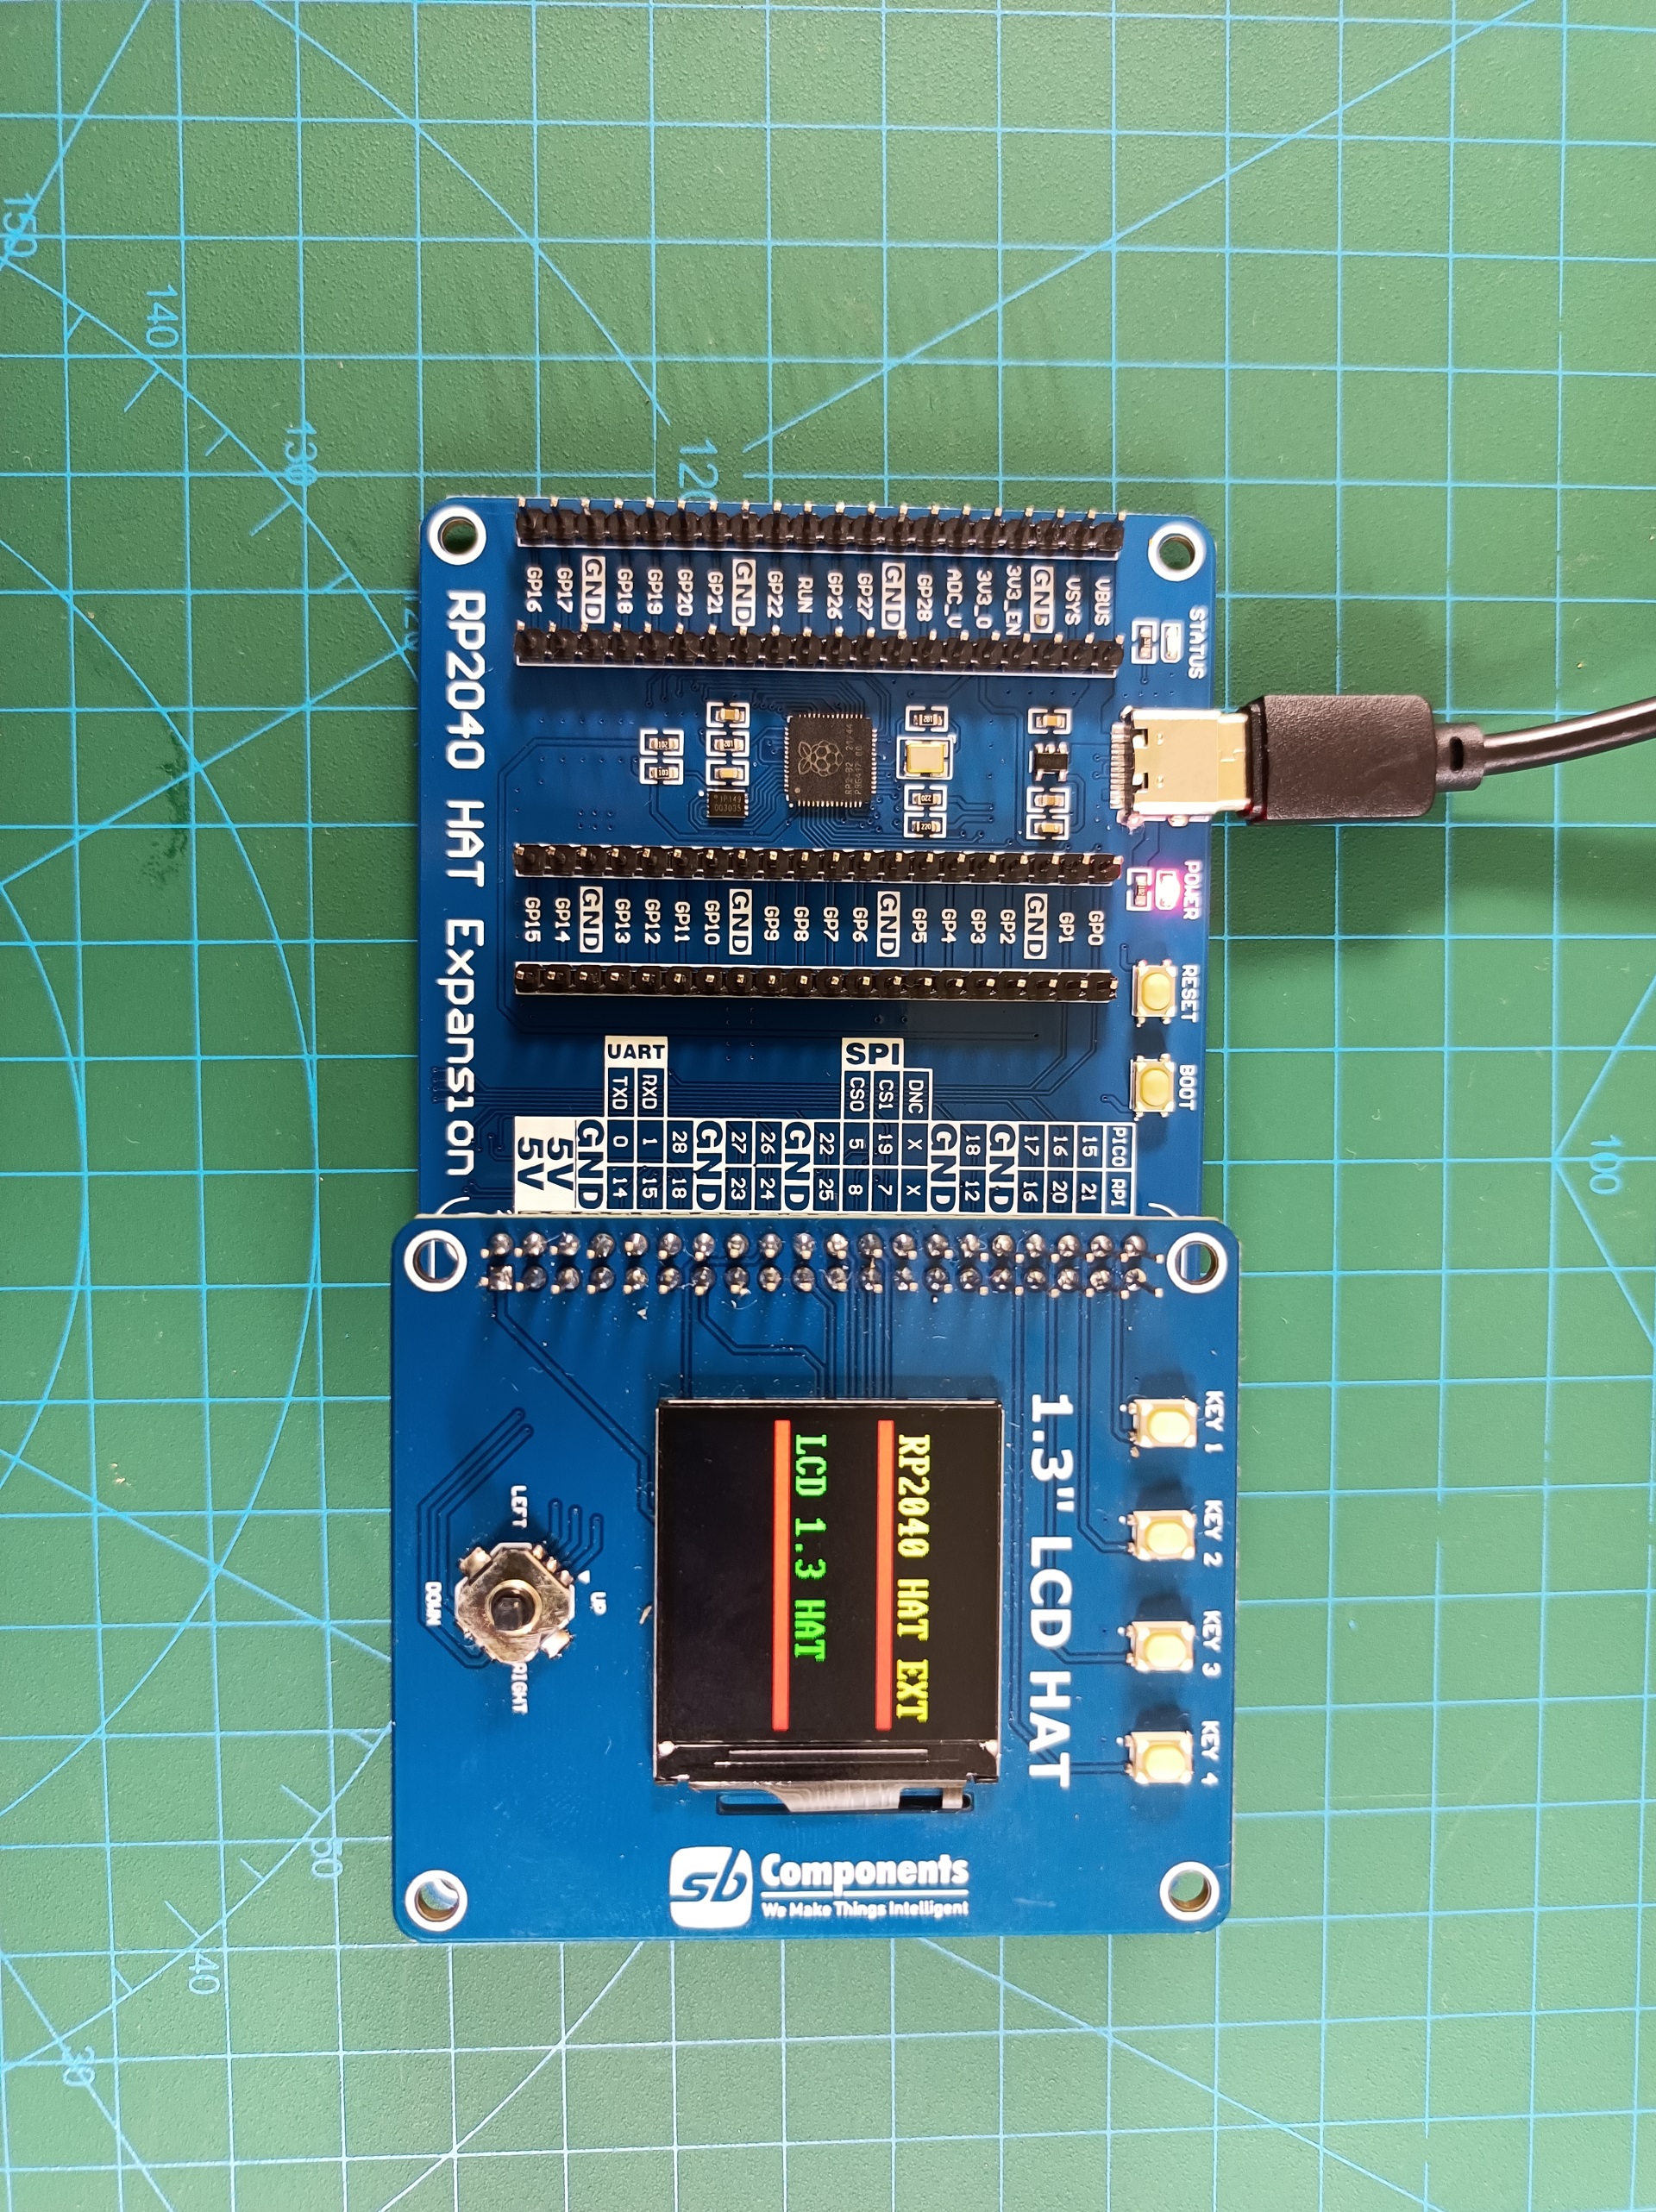 100
STATUS
POWER
RESET
BOOT
VBUS
VSYS
GND
3V3_EN
3V3_O
ADC_V
GP28
GND
GP27
GP26
RUN
GP22
GND
GP21
GP20
GP19
GP18
GND
GP17
GP16
GP0
GP1
GND
GP2
GP3
GP4
GP5
GND
GP6
GP7
GP8
GP9
GND
GP10
GP11
GP12
GP13
GND
GP14
GP15
PICO RPI
15 21
16 20
17 16
GND
18 12
GND
DNC X X
SPI
CS1 19 7
CS0 5 8
22 25
GND
26 24
27 23
GND
28 18
UART
RXD 1 15
TXD 0 14
GND
5V
5V
RP2040 HAT Expansion
KEY 1 KEY 2 KEY 3 KEY 4
1.3" LCD HAT
RP2040 HAT EXT
LCD 1.3 HAT
sb Components
We Make Things Intelligent
UP
LEFT
RIGHT
DOWN
120
120
130
140
150
50
40
30